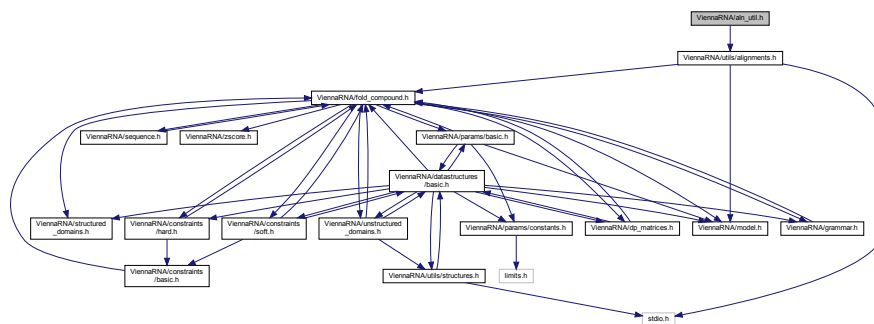 ViennaRNA/aln_util.h
ViennaRNA/utils/alignments.h
ViennaRNA/fold_compound.h
ViennaRNA/sequence.h
ViennaRNA/zscore.h
ViennaRNA/params/basic.h
ViennaRNA/datastructures
/basic.h
ViennaRNA/structured
_domains.h
ViennaRNA/constraints
/hard.h
ViennaRNA/constraints
/soft.h
ViennaRNA/unstructured
_domains.h
ViennaRNA/params/constants.h
ViennaRNA/dp_matrices.h
ViennaRNA/model.h
ViennaRNA/grammar.h
ViennaRNA/constraints
/basic.h
ViennaRNA/utils/structures.h
limits.h
stdio.h